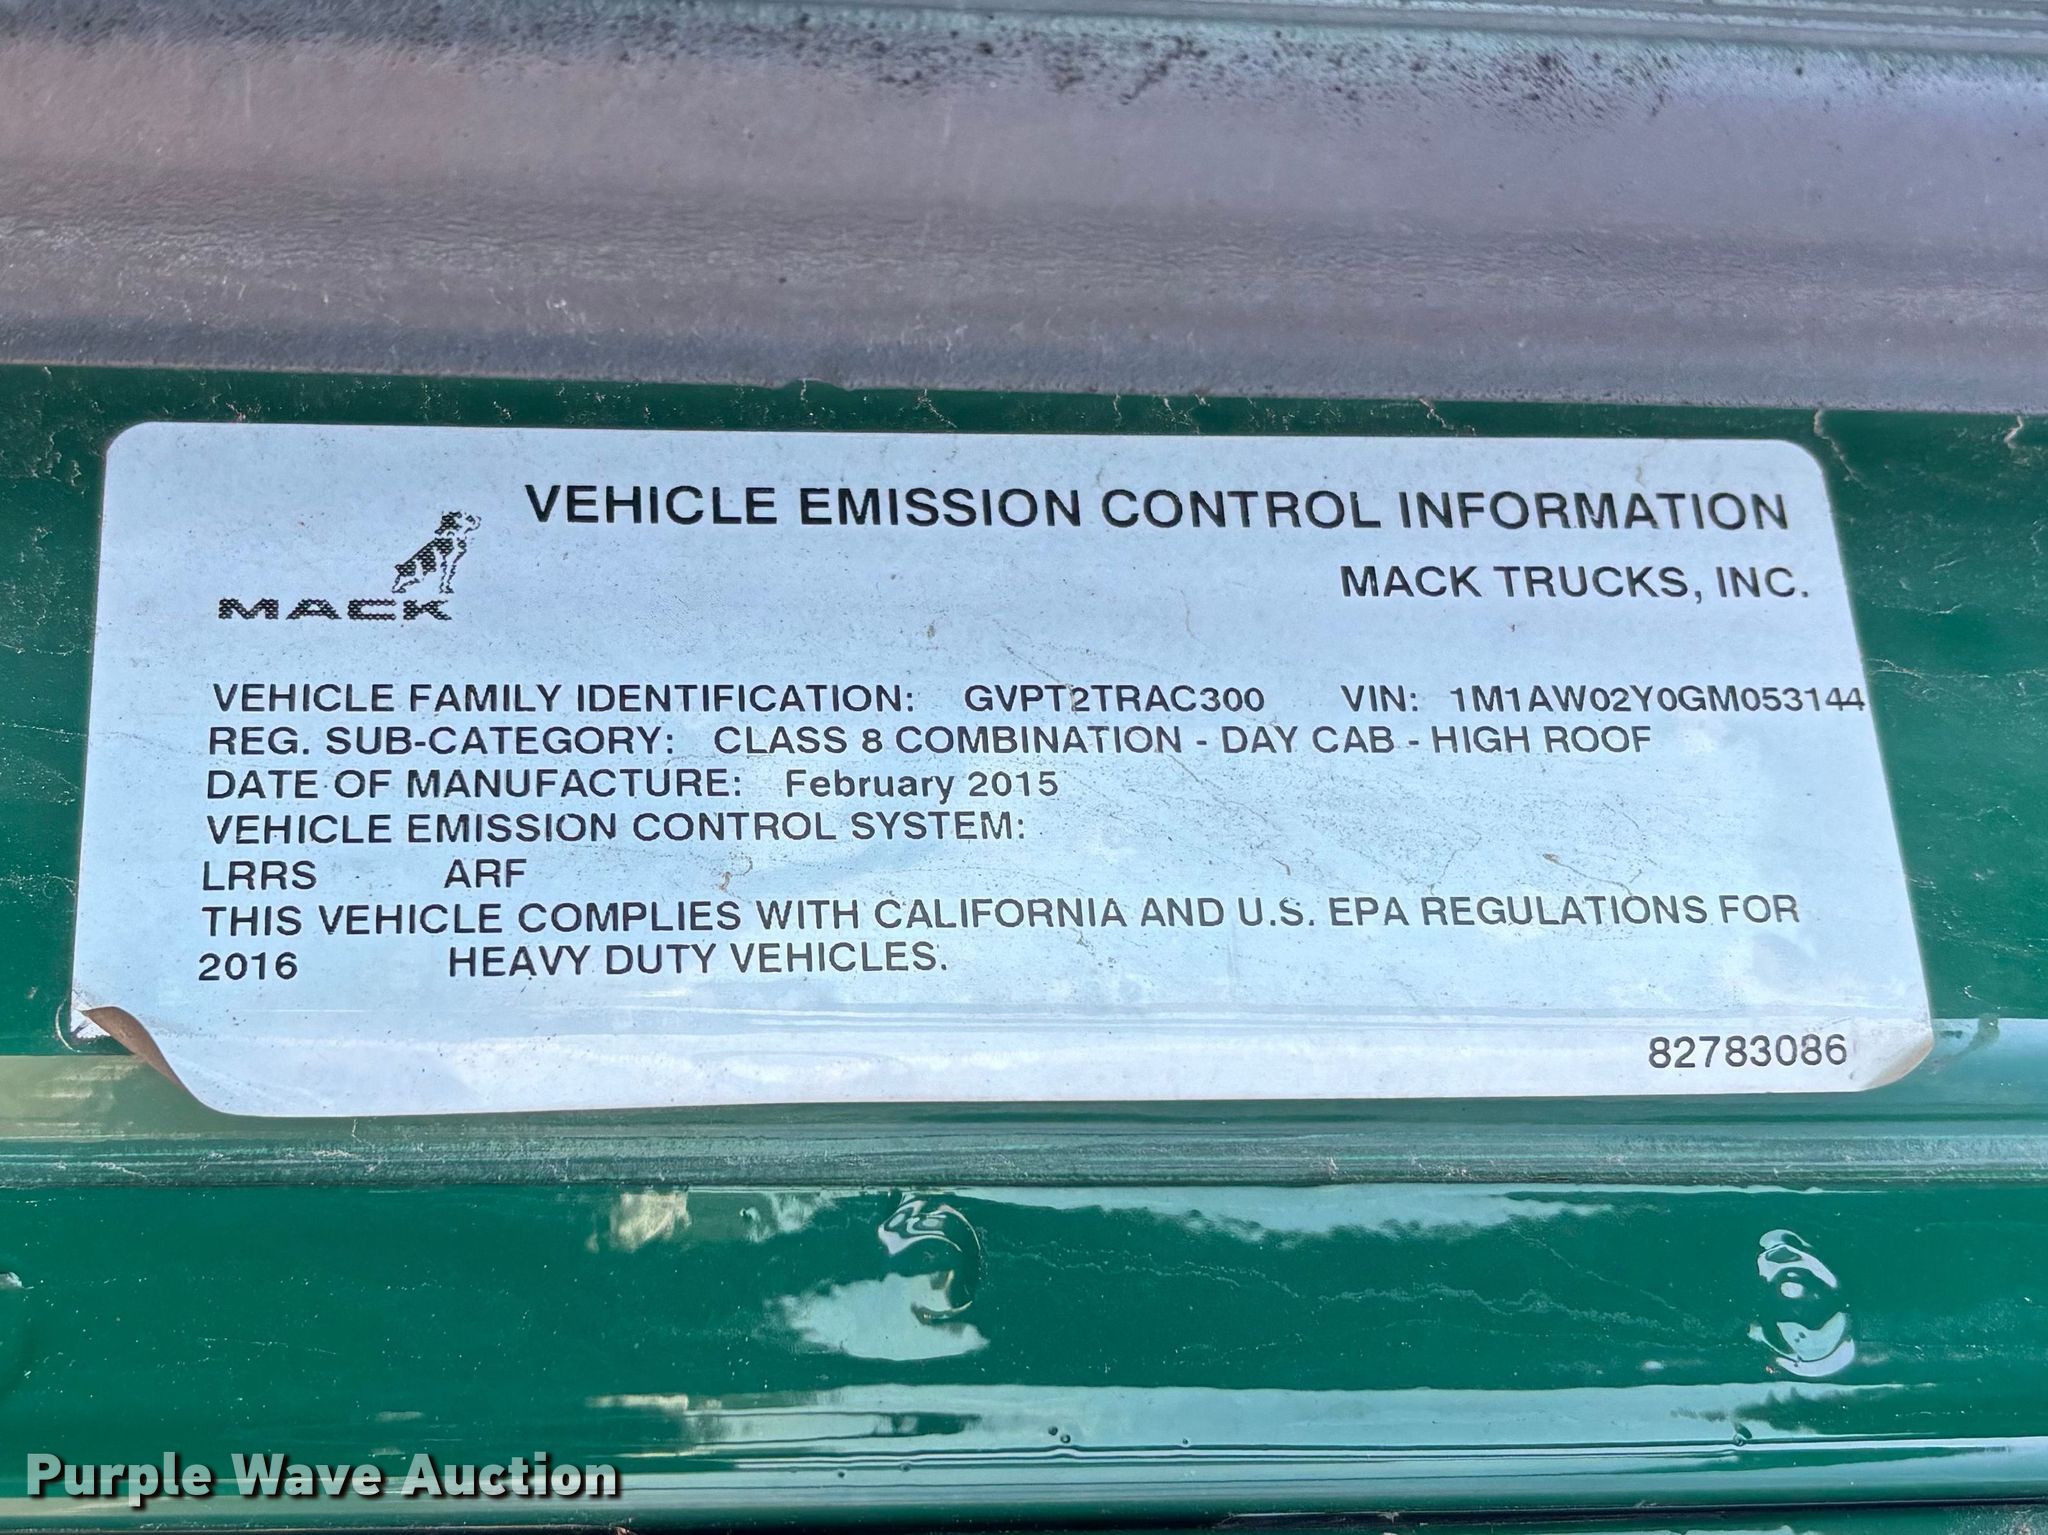 VEHICLE EMISSION CONTROL INFORMATION
MACK
MACK TRUCKS, INC.
VEHICLE FAMILY IDENTIFICATION: GVPT2TRAC300 VIN: 1M1AW02Y0GM053144
REG. SUB-CATEGORY: CLASS 8 COMBINATION - DAY CAB - HIGH ROOF
DATE OF MANUFACTURE: February 2015
VEHICLE EMISSION CONTROL SYSTEM:
LRRS ARF
THIS VEHICLE COMPLIES WITH CALIFORNIA AND U.S. EPA REGULATIONS FOR
2016 HEAVY DUTY VEHICLES.
82783086
Purple Wave Auction